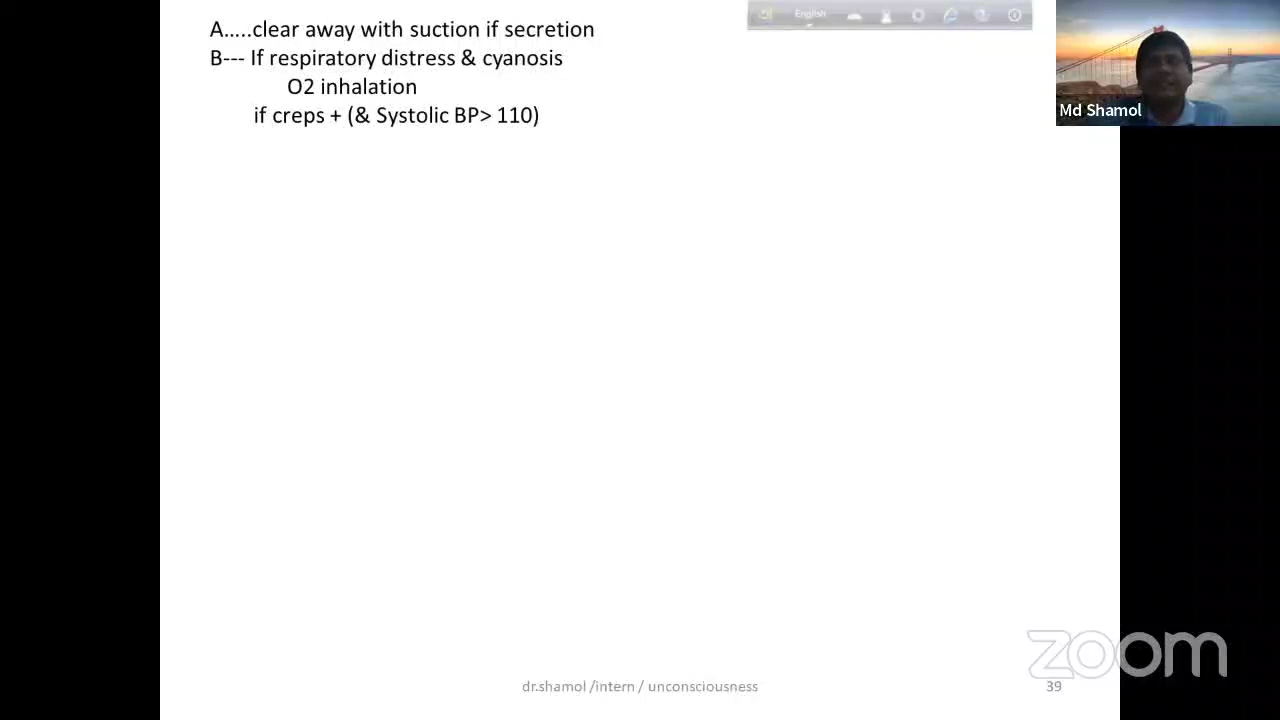 A.....clear away with suction if secretion
B--- If respiratory distress & cyanosis
O2 inhalation
if creps + (& Systolic BP> 110)
English
Md Shamol
zoom
dr.shamol /intern / unconsciousness
39